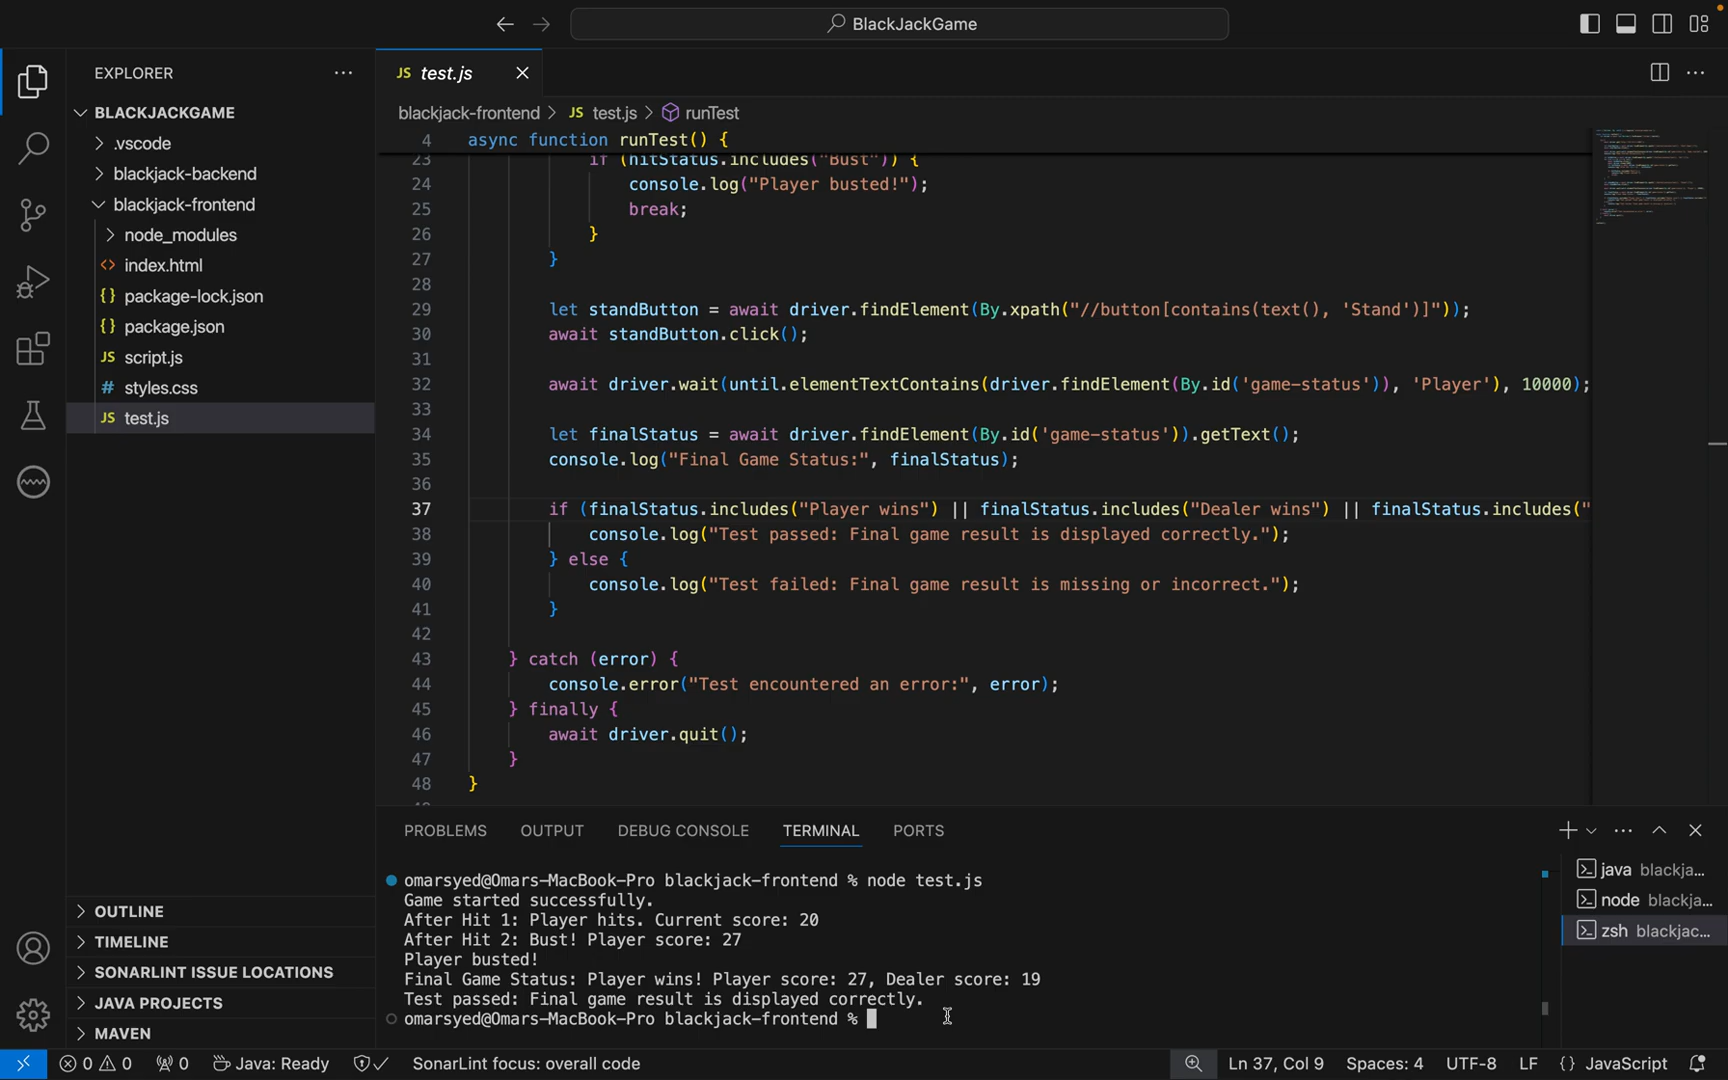 BlackJackGame
EXPLORER
BLACKJACKGAME
.vscode
blackjack-backend
blackjack-frontend
node_modules
index.html
package-lock.json
package.json
JS script.js
# styles.css
JS test.js
OUTLINE
TIMELINE
SONARLINT ISSUE LOCATIONS
JAVA PROJECTS
MAVEN
JS test.js
blackjack-frontend > JS test.js > runTest
4 async function runTest() {
23 if (hitStatus.includes("Bust")) {
24 console.log("Player busted!");
25 break;
26 }
27 }
28
29 let standButton = await driver.findElement(By.xpath("//button[contains(text(), 'Stand')]"));
30 await standButton.click();
31
32 await driver.wait(until.elementTextContains(driver.findElement(By.id('game-status')), 'Player'), 10000);
33
34 let finalStatus = await driver.findElement(By.id('game-status')).getText();
35 console.log("Final Game Status:", finalStatus);
36
37 if (finalStatus.includes("Player wins") || finalStatus.includes("Dealer wins") || finalStatus.includes("
38 console.log("Test passed: Final game result is displayed correctly.");
39 } else {
40 console.log("Test failed: Final game result is missing or incorrect.");
41 }
42
43 } catch (error) {
44 console.error("Test encountered an error:", error);
45 } finally {
46 await driver.quit();
47 }
48 }
PROBLEMS OUTPUT DEBUG CONSOLE TERMINAL PORTS
omarsyed@Omars-MacBook-Pro blackjack-frontend % node test.js
Game started successfully.
After Hit 1: Player hits. Current score: 20
After Hit 2: Bust! Player score: 27
Player busted!
Final Game Status: Player wins! Player score: 27, Dealer score: 19
Test passed: Final game result is displayed correctly.
omarsyed@Omars-MacBook-Pro blackjack-frontend %
java blackja...
node blackja...
zsh blackjac...
0 0 0 Java: Ready SonarLint focus: overall code Ln 37, Col 9 Spaces: 4 UTF-8 LF {} JavaScript